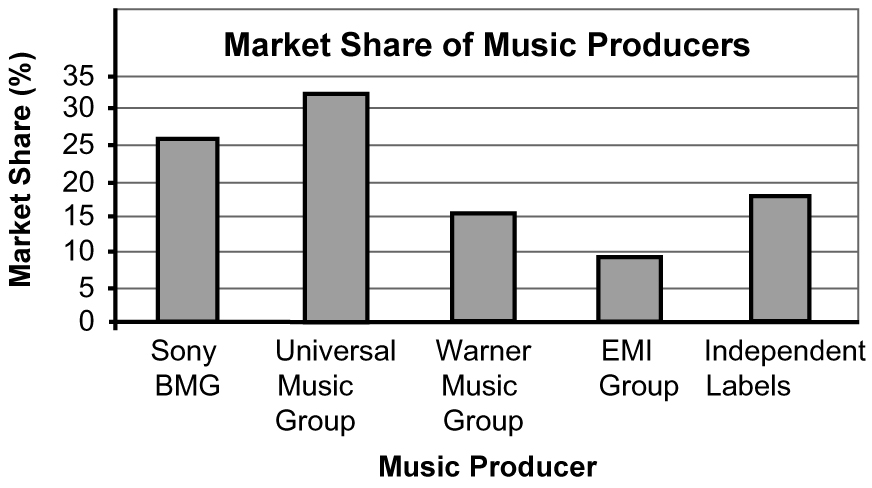 Market Share of Music Producers
Market Share (%)
35
30
25
20
15
10
5
0
Sony BMG
Universal Music Group
Warner Music Group
EMI Group
Independent Labels
Music Producer